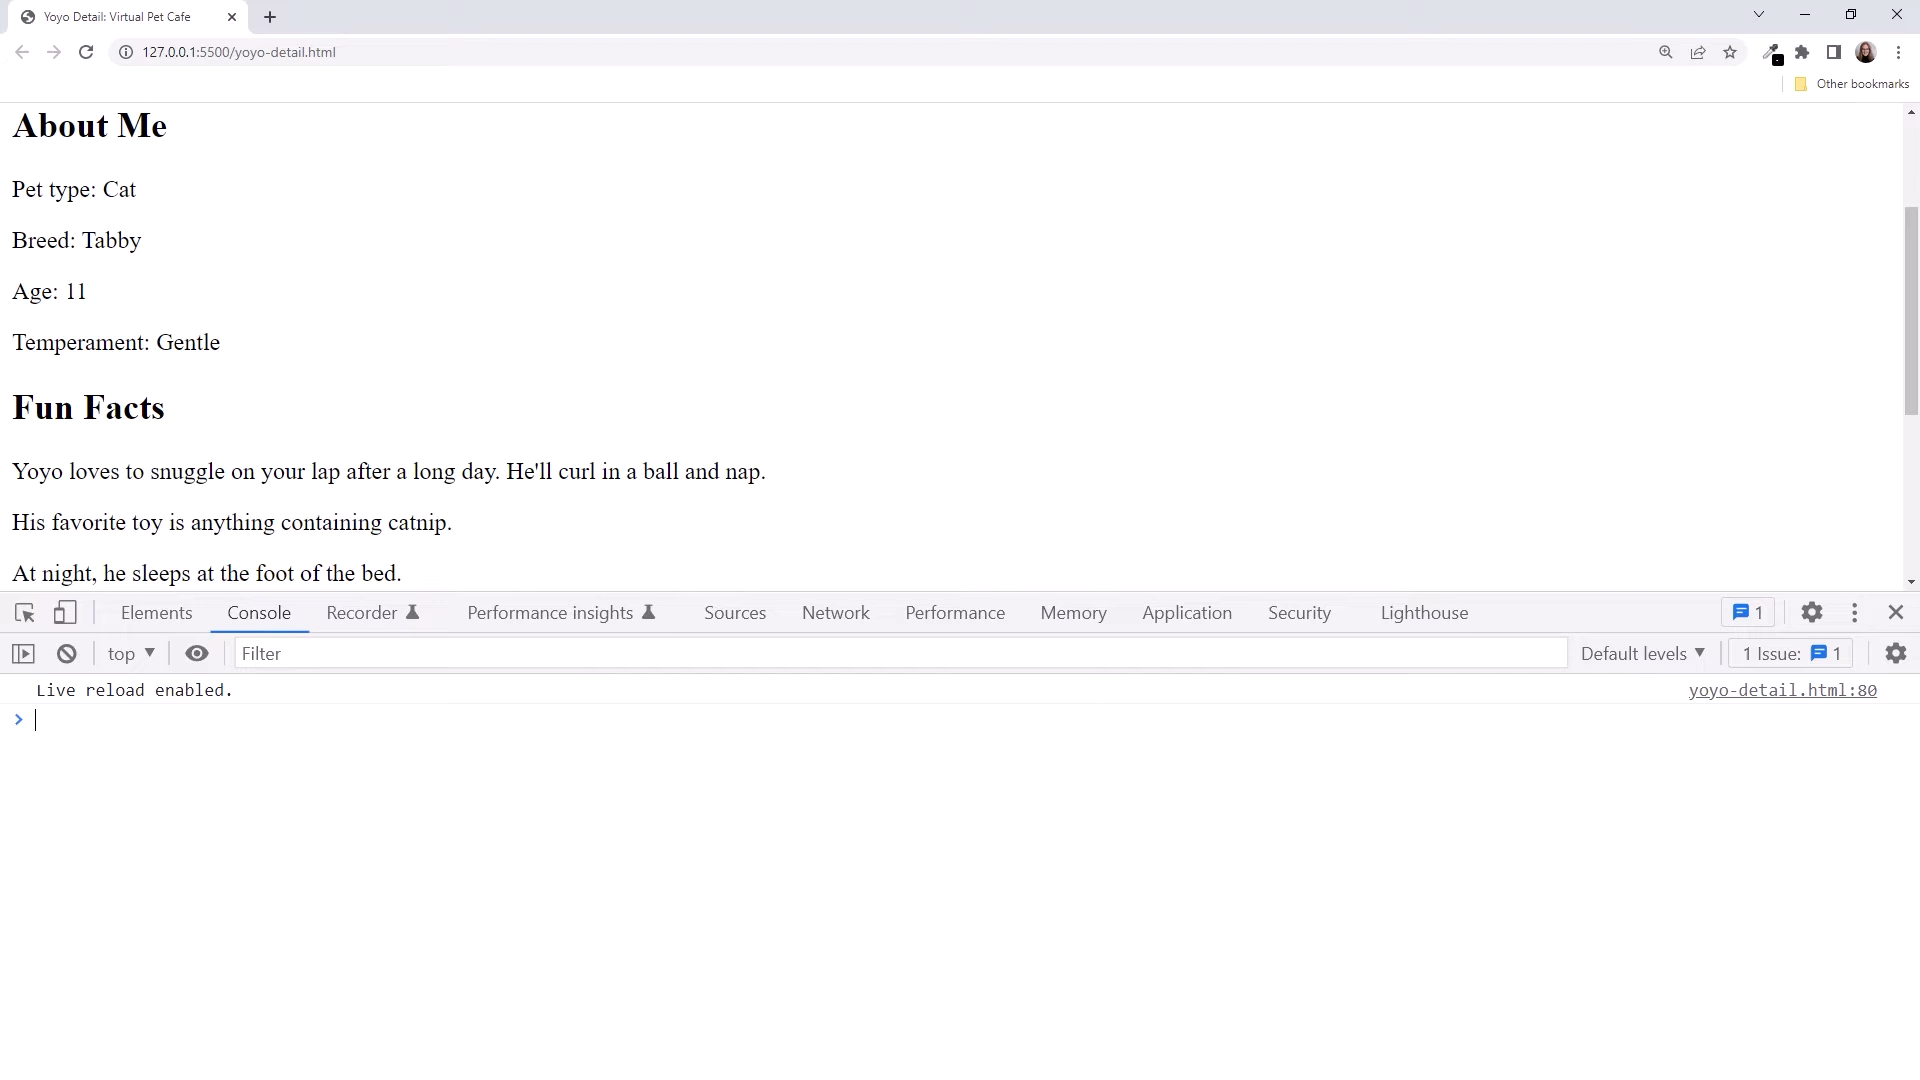 Yoyo Detail: Virtual Pet Cafe
127.0.0.1:5500/yoyo-detail.html
Other bookmarks
About Me
Pet type: Cat
Breed: Tabby
Age: 11
Temperament: Gentle
Fun Facts
Yoyo loves to snuggle on your lap after a long day. He'll curl in a ball and nap.
His favorite toy is anything containing catnip.
At night, he sleeps at the foot of the bed.
Elements Console Recorder Performance insights Sources Network Performance Memory Application Security Lighthouse 1
top Filter Default levels 1 Issue: 1
Live reload enabled. yoyo-detail.html:80